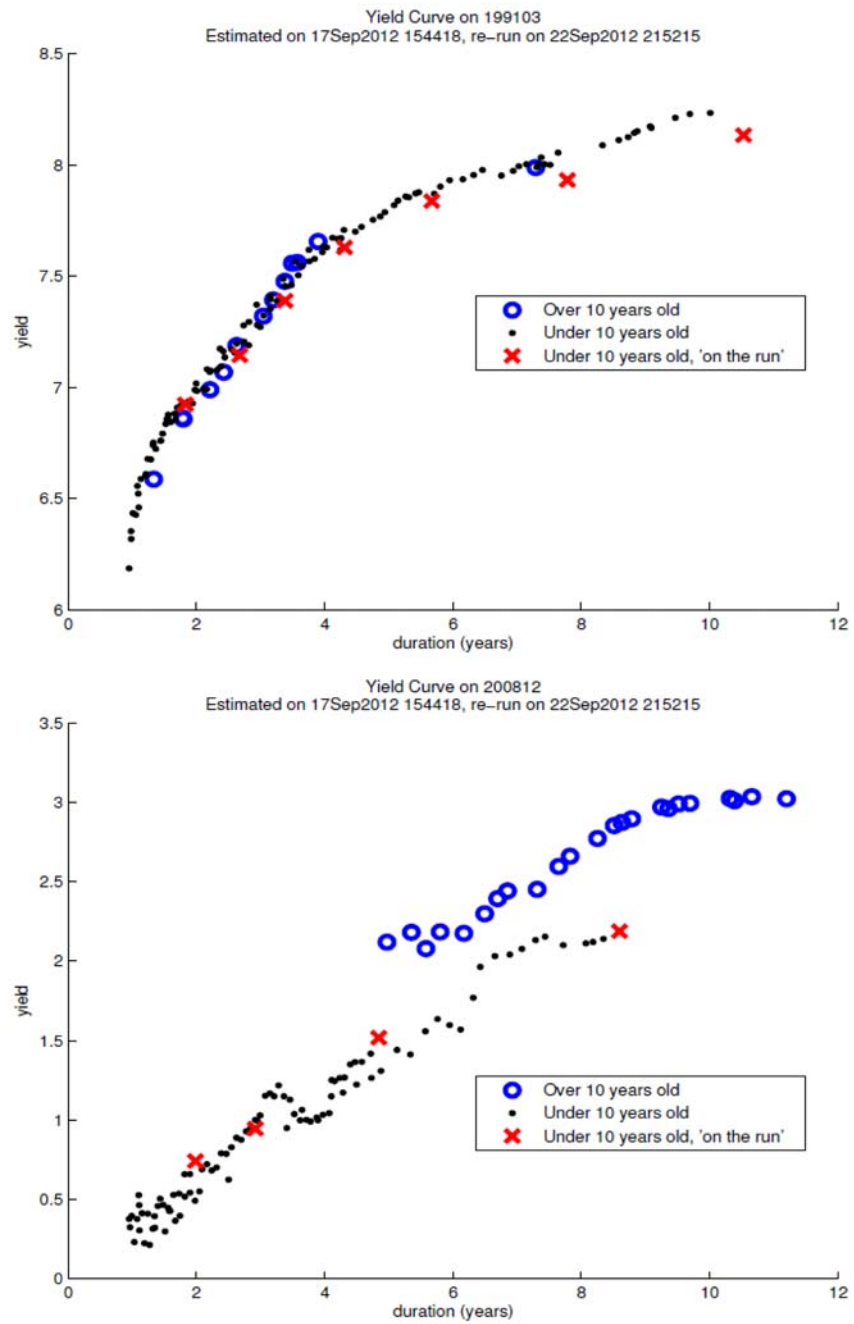 Yield Curve on 199103
Estimated on 17Sep2012 154418, re−run on 22Sep2012 215215
8.5
8
7.5
7
6.5
6
yield
Over 10 years old
Under 10 years old
Under 10 years old, 'on the run'
0 2 4 6 8 10 12
duration (years)
Yield Curve on 200812
Estimated on 17Sep2012 154418, re−run on 22Sep2012 215215
3.5
3
2.5
2
1.5
1
0.5
0
yield
Over 10 years old
Under 10 years old
Under 10 years old, 'on the run'
0 2 4 6 8 10 12
duration (years)